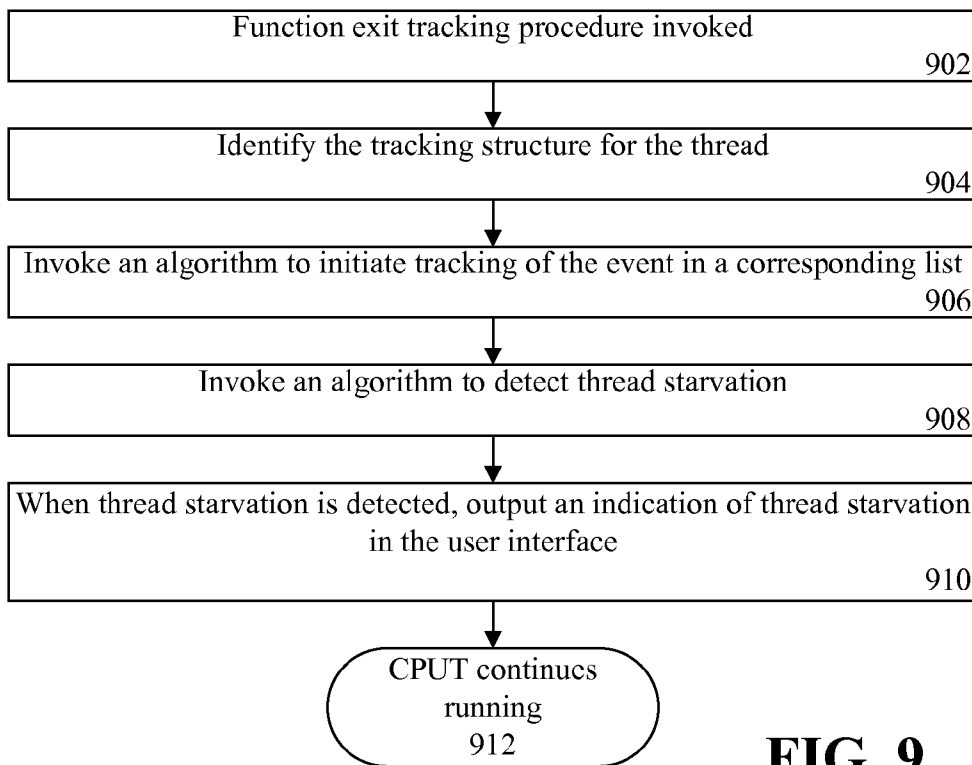 Function exit tracking procedure invoked
902
Identify the tracking structure for the thread
904
Invoke an algorithm to initiate tracking of the event in a corresponding list
906
Invoke an algorithm to detect thread starvation
908
When thread starvation is detected, output an indication of thread starvation
in the user interface
910
CPUT continues
running
912
FIG. 9